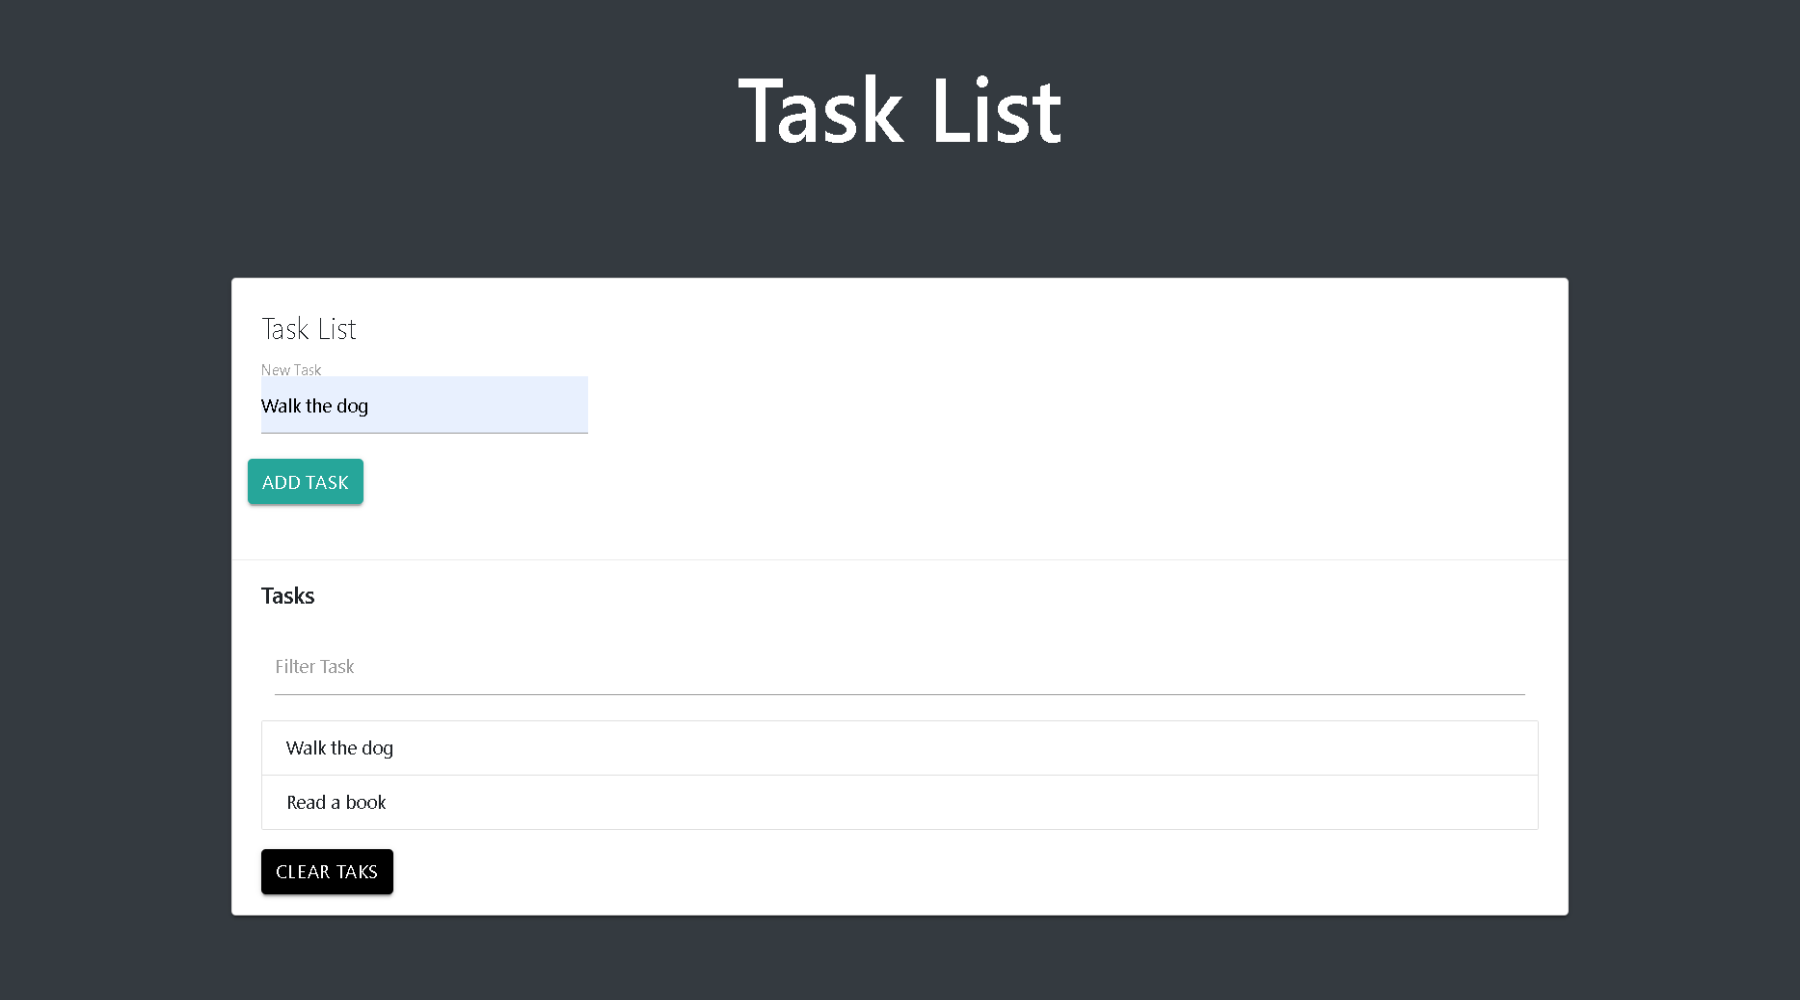 Task List
Task List
New Task
Walk the dog
ADD TASK
Tasks
Filter Task
Walk the dog
Read a book
CLEAR TAKS